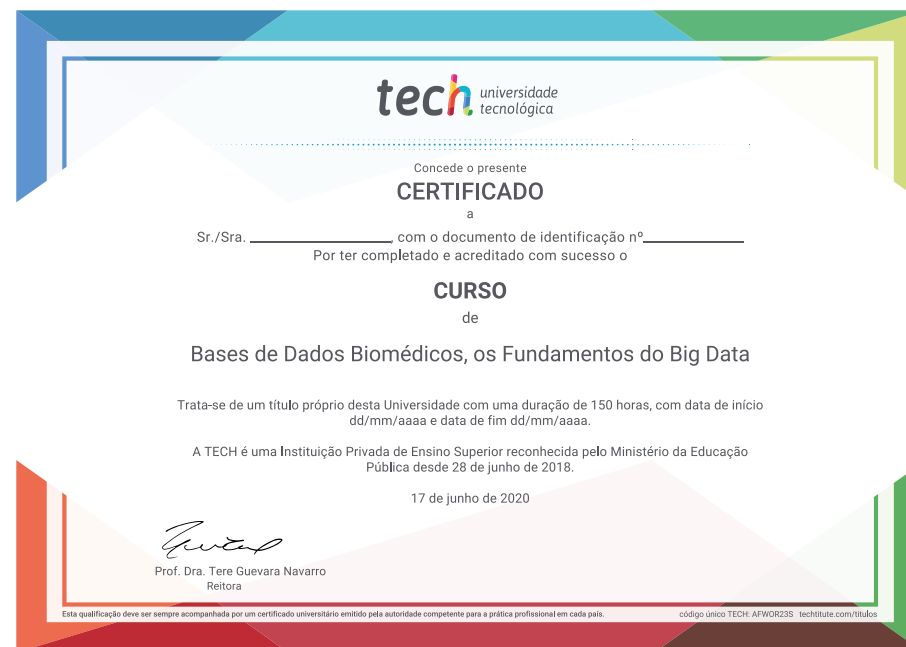 tech universidade
tecnológica
Concede o presente
CERTIFICADO
a
Sr./Sra. ____________________, com o documento de identificação nº______________
Por ter completado e acreditado com sucesso o
CURSO
de
Bases de Dados Biomédicos, os Fundamentos do Big Data
Trata-se de um título próprio desta Universidade com uma duração de 150 horas, com data de início
dd/mm/aaaa e data de fim dd/mm/aaaa.
A TECH é uma Instituição Privada de Ensino Superior reconhecida pelo Ministério da Educação
Pública desde 28 de junho de 2018.
17 de junho de 2020
Prof. Dra. Tere Guevara Navarro
Reitora
Esta qualificação deve ser sempre acompanhada por um certificado universitário emitido pela autoridade competente para a prática profissional em cada país. código único TECH: AFWOR23S techtitute.com/titulos